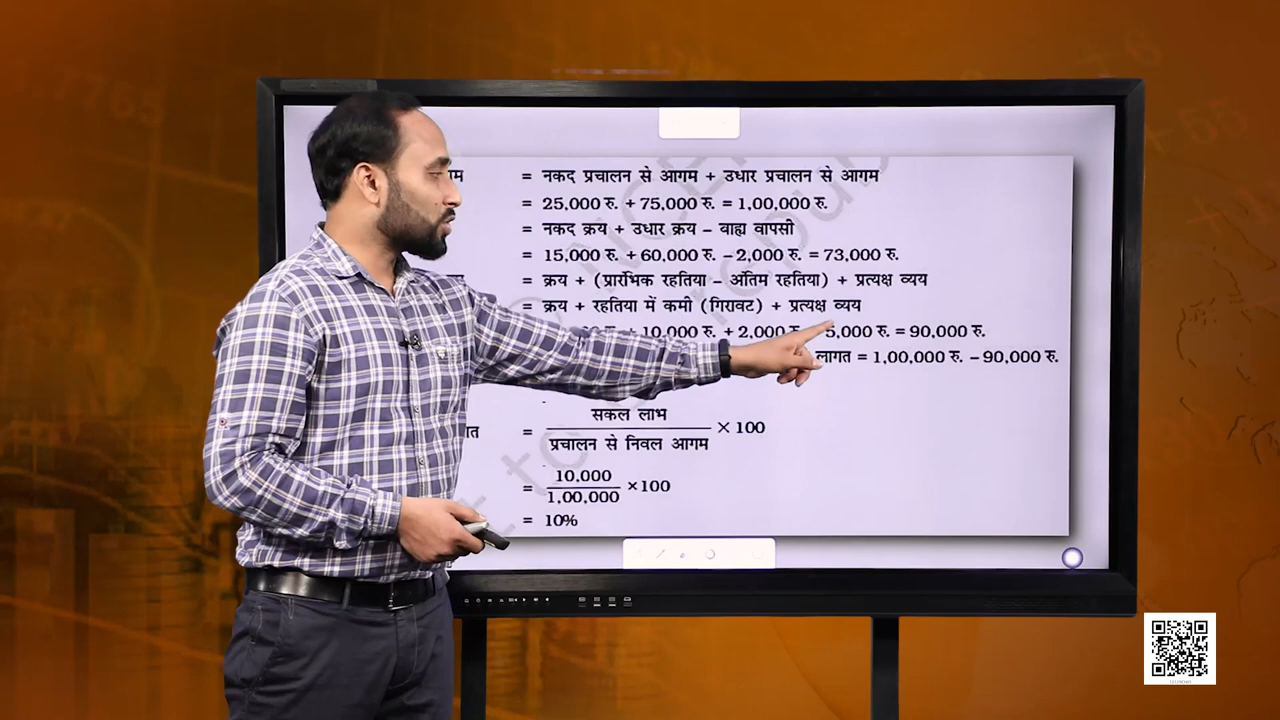 = नकद प्रचालन से आगम + उधार प्रचालन से आगम
= 25,000 रु. + 75,000 रु. = 1,00,000 रु.
= नकद क्रय + उधार क्रय – बाह्य वापसी
= 15,000 रु. + 60,000 रु. – 2,000 रु. = 73,000 रु.
= क्रय + (प्रारंभिक रहतिया – अंतिम रहतिया) + प्रत्यक्ष व्यय
= क्रय + रहतिया में कमी (गिरावट) + प्रत्यक्ष व्यय
+ 10,000 रु. + 2,000 5,000 रु. = 90,000 रु.
लागत = 1,00,000 रु. – 90,000 रु.
= सकल लाभ
प्रचालन से निवल आगम × 100
= 10,000
1,00,000 ×100
= 10%